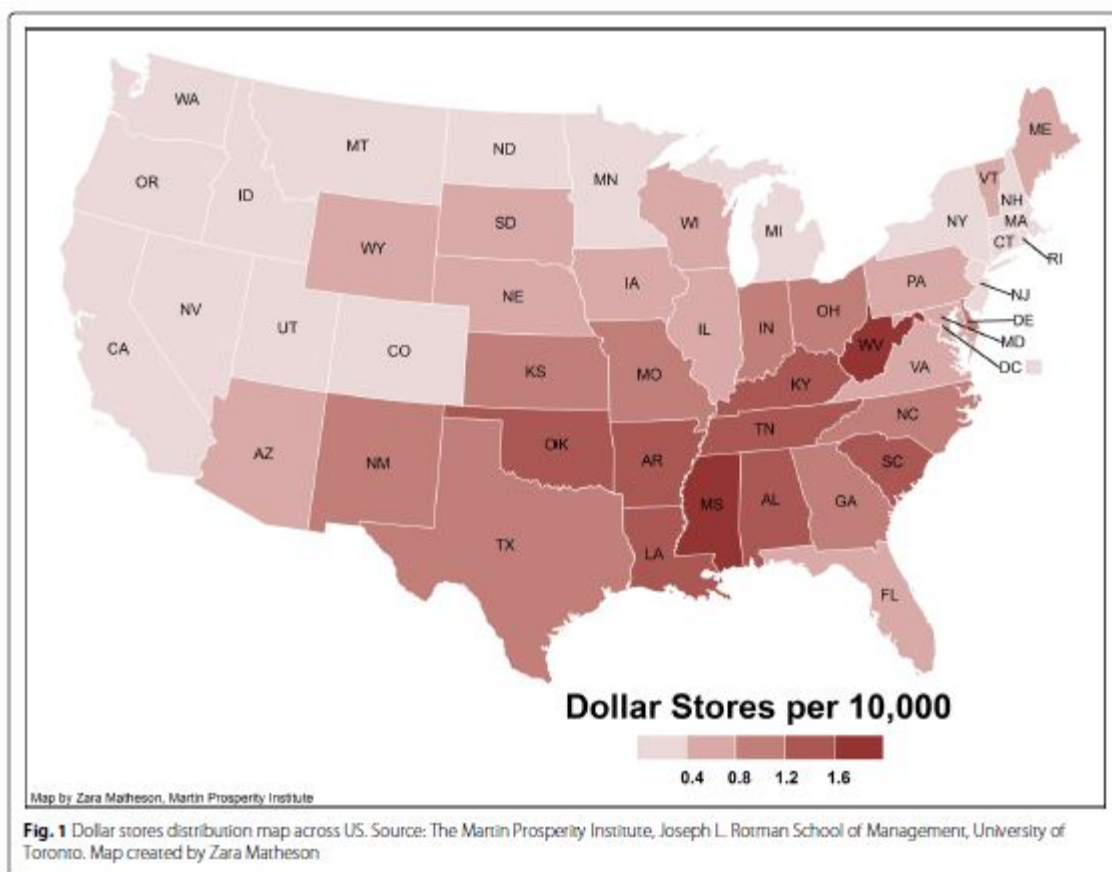 WA
MT
ND
MN
ME
OR
ID
SD
WI
MI
VT
NH
NY
MA
CT
RI
WY
IA
PA
NJ
NE
NV
UT
CO
IL
IN
OH
DE
MD
DC
CA
KS
MO
WV
VA
KY
AZ
NM
OK
AR
TN
NC
SC
MS
AL
GA
TX
LA
FL
Dollar Stores per 10,000
0.4 0.8 1.2 1.6
Map by Zara Matheson, Martin Prosperity Institute
Fig. 1 Dollar stores distribution map across US. Source: The Martin Prosperity Institute, Joseph L. Rotman School of Management, University of
Toronto. Map created by Zara Matheson